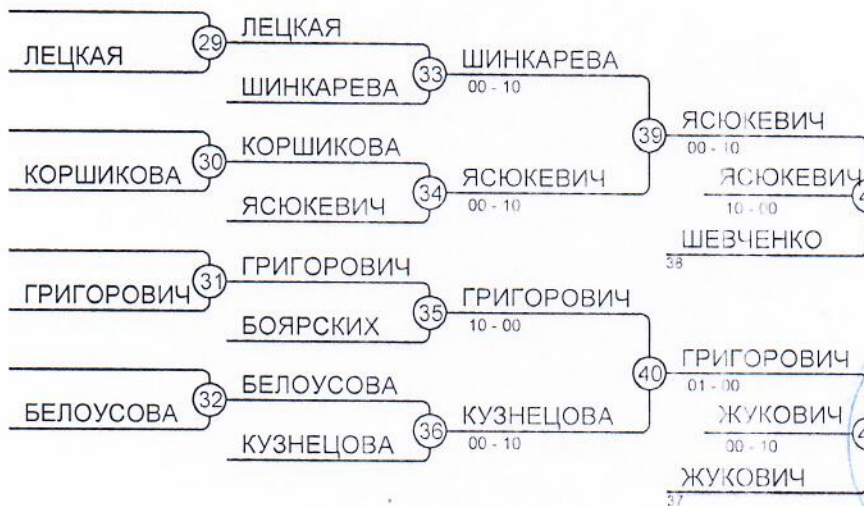 ЛЕЦКАЯ
29
ЛЕЦКАЯ
ШИНКАРЕВА
33
ШИНКАРЕВА
00 - 10
КОРШИКОВА
30
КОРШИКОВА
ЯСЮКЕВИЧ
34
ЯСЮКЕВИЧ
00 - 10
39
ЯСЮКЕВИЧ
00 - 10
ЯСЮКЕВИЧ
10 - 00
ШЕВЧЕНКО
38
ГРИГОРОВИЧ
31
ГРИГОРОВИЧ
БОЯРСКИХ
35
ГРИГОРОВИЧ
10 - 00
БЕЛОУСОВА
32
БЕЛОУСОВА
КУЗНЕЦОВА
36
КУЗНЕЦОВА
00 - 10
40
ГРИГОРОВИЧ
01 - 00
ЖУКОВИЧ
00 - 10
ЖУКОВИЧ
37